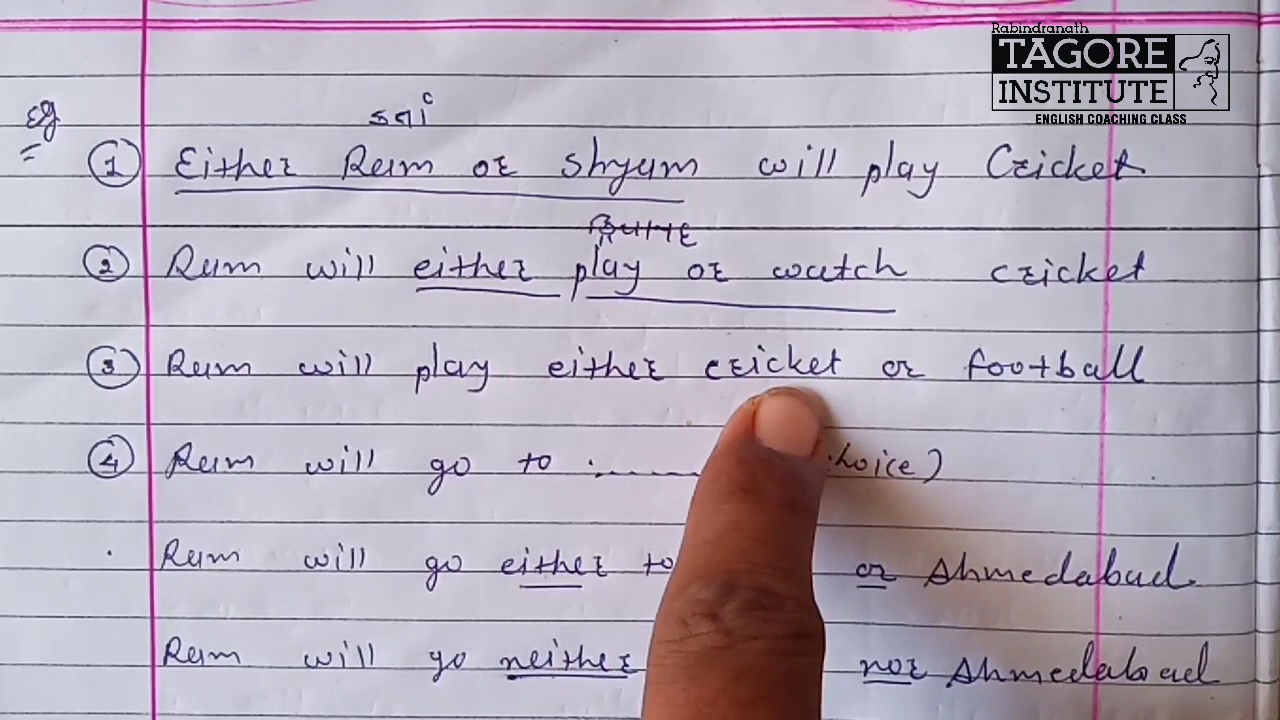 Rabindranath
TAGORE
INSTITUTE
ENGLISH COACHING CLASS
eg
① Either Ram or Shyam will play Cricket
② Ram will either play or watch cricket
③ Ram will play either cricket or football
④ Ram will go to ........ hoice)
Ram will go either to or Ahmedabad
Ram will go neither nor Ahmedabad